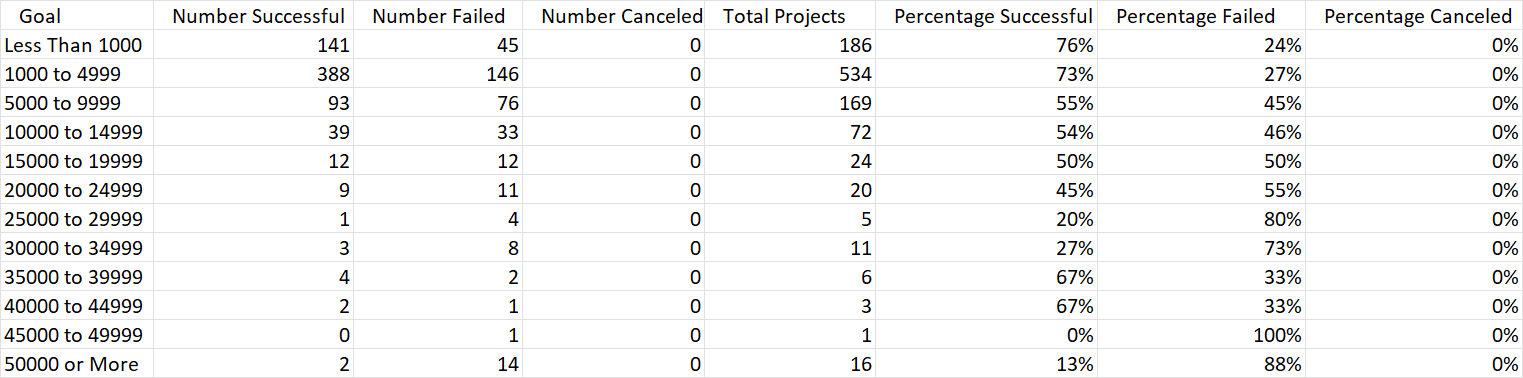 Goal Number Successful Number Failed Number Canceled Total Projects Percentage Successful Percentage Failed Percentage Canceled
Less Than 1000 141 45 0 186 76% 24% 0%
1000 to 4999 388 146 0 534 73% 27% 0%
5000 to 9999 93 76 0 169 55% 45% 0%
10000 to 14999 39 33 0 72 54% 46% 0%
15000 to 19999 12 12 0 24 50% 50% 0%
20000 to 24999 9 11 0 20 45% 55% 0%
25000 to 29999 1 4 0 5 20% 80% 0%
30000 to 34999 3 8 0 11 27% 73% 0%
35000 to 39999 4 2 0 6 67% 33% 0%
40000 to 44999 2 1 0 3 67% 33% 0%
45000 to 49999 0 1 0 1 0% 100% 0%
50000 or More 2 14 0 16 13% 88% 0%